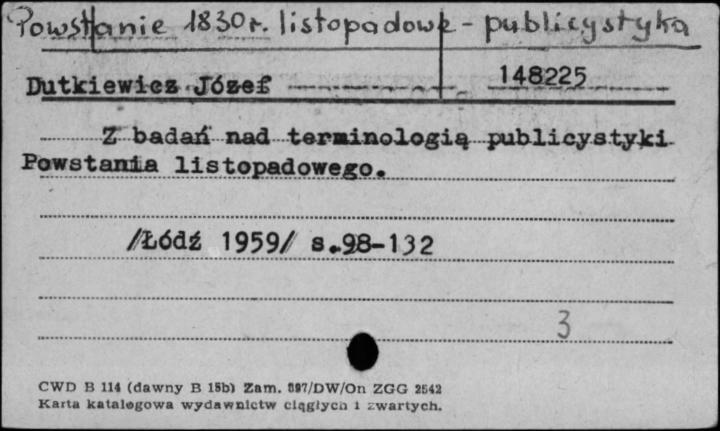 Powstanie 1830r. listopadowe - publicystyka
Dutkiewicz Józef 148225
Z badań nad terminologią publicystyki
Powstania listopadowego.
/Łódź 1959/ s.98-132
3
CWD B 114 (dawny B 15b) Zam. 897/DW/On ZGG 2542
Karta katalogowa wydawnictw ciągłych i zwartych.